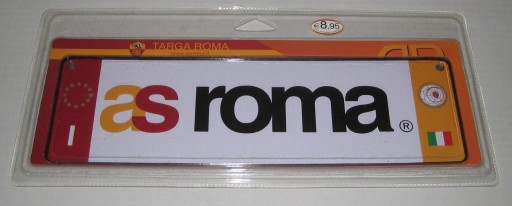 €8,95
TARGA ROMA
as roma®
I